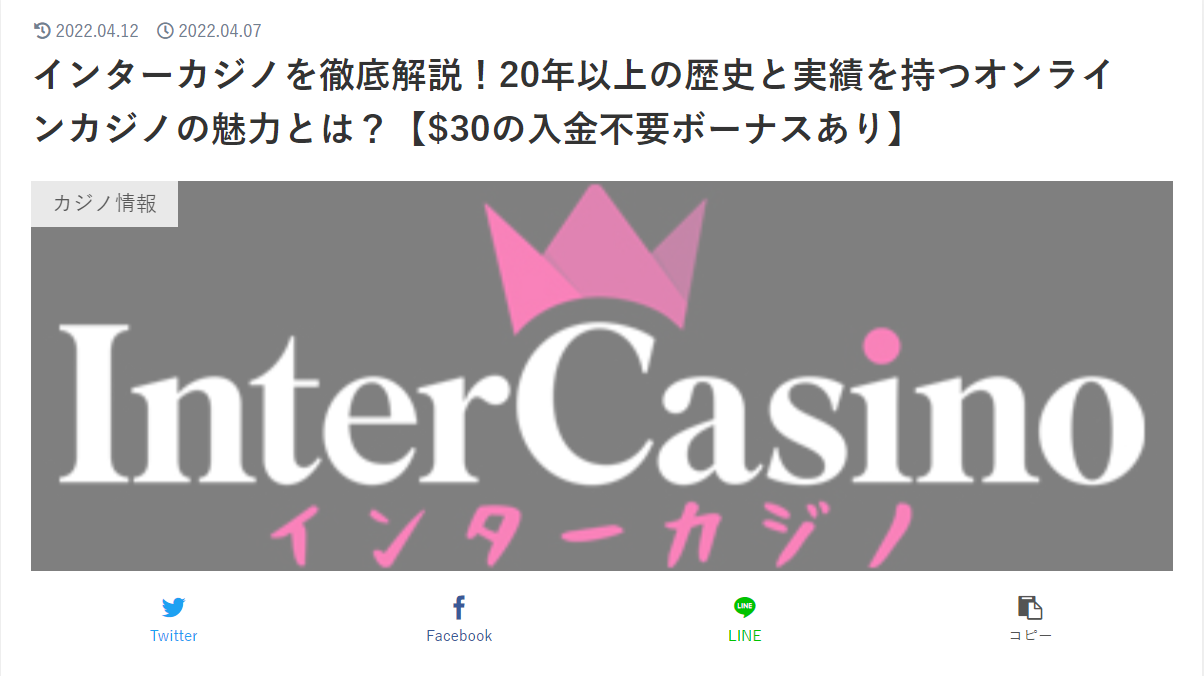 2022.04.12 2022.04.07
インターカジノを徹底解説！20年以上の歴史と実績を持つオンライ
ンカジノの魅力とは？【$30の入金不要ボーナスあり】
カジノ情報
InterCasino
インターカジノ
Twitter Facebook LINE コピー